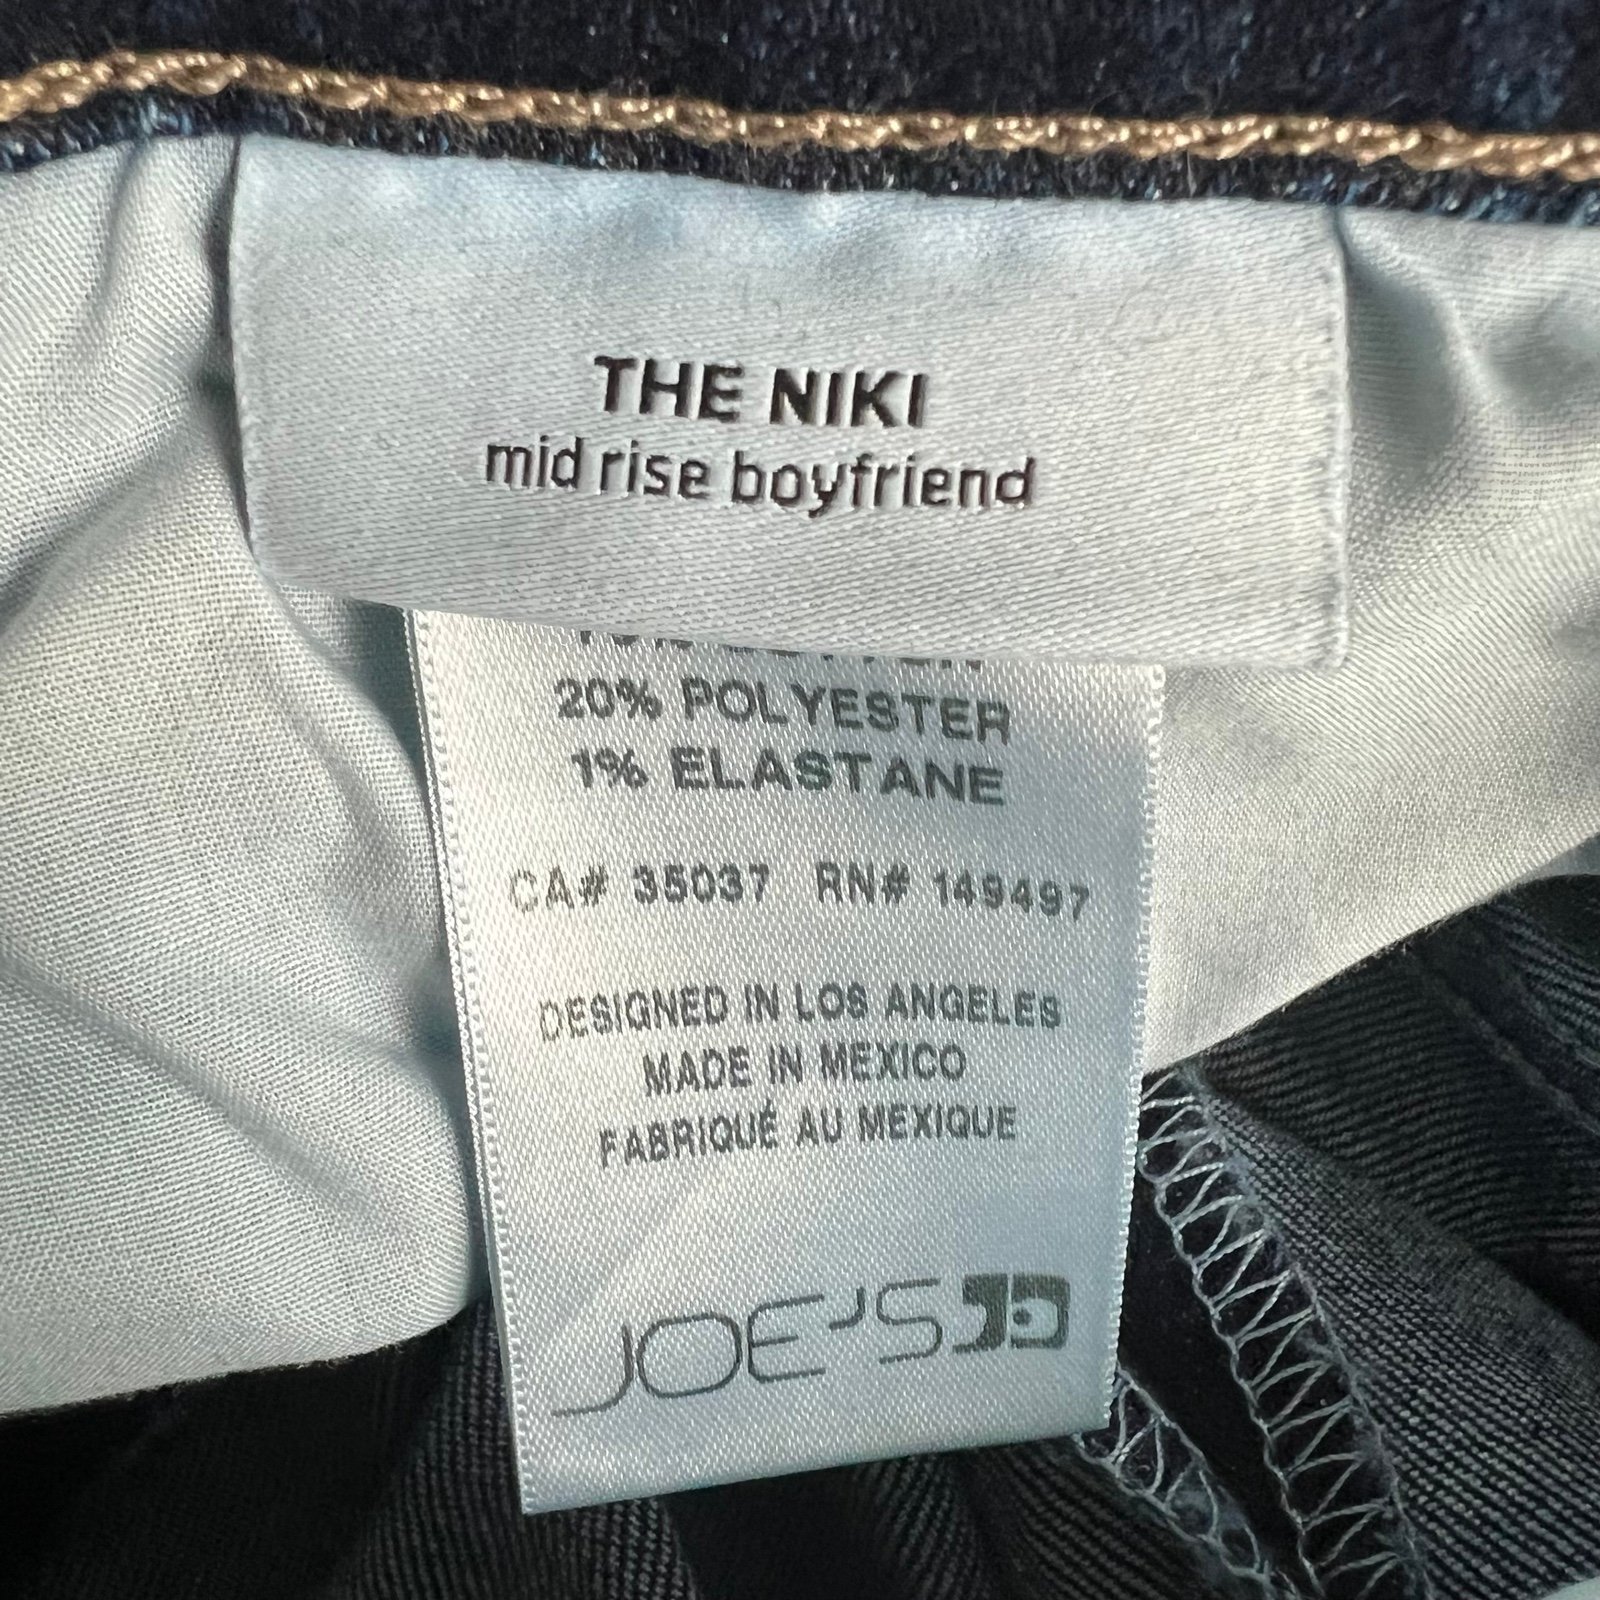 THE NIKI
mid rise boyfriend
20% POLYESTER
1% ELASTANE
CA# 35037 RN# 149497
DESIGNED IN LOS ANGELES
MADE IN MEXICO
FABRIQUÉ AU MEXIQUE
JOE'S